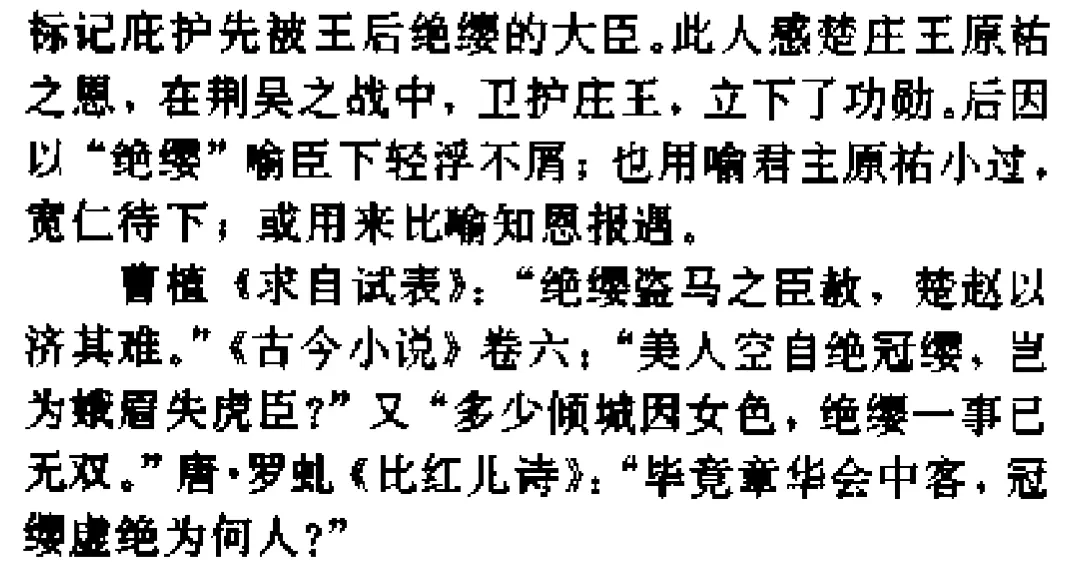 标记庇护先被王后绝缨的大臣。此人感楚庄王原祐
之恩，在荆吴之战中，卫护庄王，立下了功勋。后因
以“绝缨”喻臣下轻浮不屑；也用喻君主原祐小过，
宽仁待下；或用来比喻知恩报遇。
曹植《求自试表》：“绝缨盗马之臣赦，楚赵以
济其难。”《古今小说》卷六：“美人空自绝冠缨，岂
为蛾眉失虎臣？”又“多少倾城因女色，绝缨一事已
无双。”唐·罗虬《比红儿诗》：“毕竟章华会中客，冠
缨虚绝为何人？”